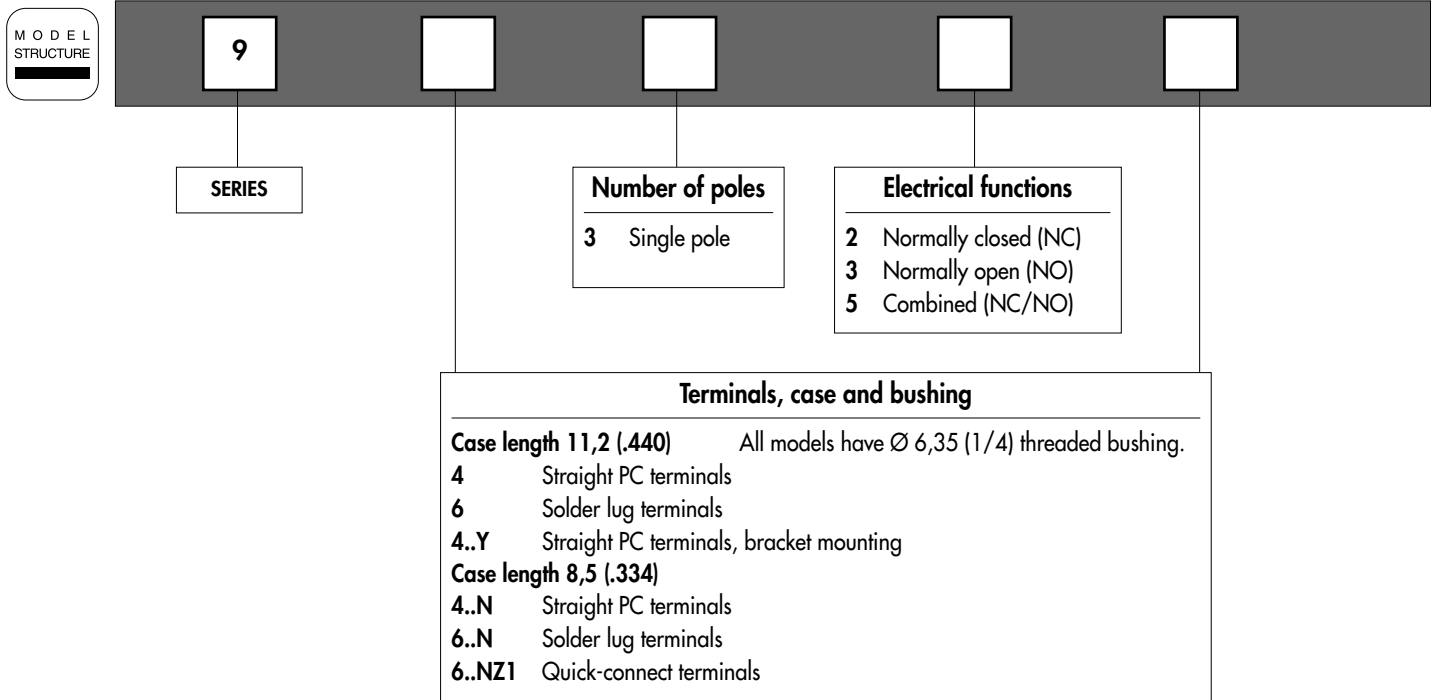 MODEL
STRUCTURE
9
SERIES
Number of poles
3 Single pole
Electrical functions
2 Normally closed (NC)
3 Normally open (NO)
5 Combined (NC/NO)
Terminals, case and bushing
Case length 11,2 (.440) All models have Ø 6,35 (1/4) threaded bushing.
4 Straight PC terminals
6 Solder lug terminals
4..Y Straight PC terminals, bracket mounting
Case length 8,5 (.334)
4..N Straight PC terminals
6..N Solder lug terminals
6..NZ1 Quick-connect terminals